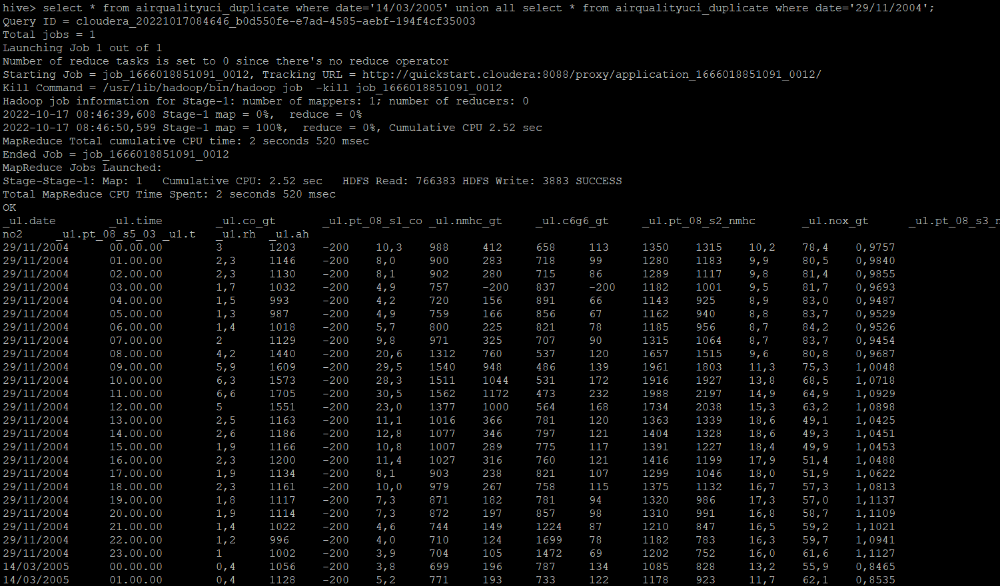 hive> select * from airqualityuci_duplicate where date='14/03/2005' union all select * from airqualityuci_duplicate where date='29/11/2004';
Query ID = cloudera_20221017084646_b0d550fe-e7ad-4585-aebf-194f4cf35003
Total jobs = 1
Launching Job 1 out of 1
Number of reduce tasks is set to 0 since there's no reduce operator
Starting Job = job_1666018851091_0012, Tracking URL = http://quickstart.cloudera:8088/proxy/application_1666018851091_0012/
Kill Command = /usr/lib/hadoop/bin/hadoop job  -kill job_1666018851091_0012
Hadoop job information for Stage-1: number of mappers: 1; number of reducers: 0
2022-10-17 08:46:39,608 Stage-1 map = 0%,  reduce = 0%
2022-10-17 08:46:50,599 Stage-1 map = 100%,  reduce = 0%, Cumulative CPU 2.52 sec
MapReduce Total cumulative CPU time: 2 seconds 520 msec
Ended Job = job_1666018851091_0012
MapReduce Jobs Launched:
Stage-Stage-1: Map: 1   Cumulative CPU: 2.52 sec   HDFS Read: 766383 HDFS Write: 3883 SUCCESS
Total MapReduce CPU Time Spent: 2 seconds 520 msec
OK
_u1.date _u1.time _u1.co_gt _u1.pt_08_s1_co _u1.nmhc_gt _u1.c6g6_gt _u1.pt_08_s2_nmhc _u1.nox_gt _u1.pt_08_s3_n
no2 _u1.pt_08_s5_03 _u1.t _u1.rh _u1.ah
29/11/2004 00.00.00 3 1203 -200 10,3 988 412 658 113 1350 1315 10,2 78,4 0,9757
29/11/2004 01.00.00 2,3 1146 -200 8,0 900 283 718 99 1280 1183 9,9 80,5 0,9840
29/11/2004 02.00.00 2,3 1130 -200 8,1 902 280 715 86 1289 1117 9,8 81,4 0,9855
29/11/2004 03.00.00 1,7 1032 -200 4,9 757 -200 837 -200 1182 1001 9,5 81,7 0,9693
29/11/2004 04.00.00 1,5 993 -200 4,2 720 156 891 66 1143 925 8,9 83,0 0,9487
29/11/2004 05.00.00 1,3 987 -200 4,9 759 166 856 67 1162 940 8,8 83,7 0,9529
29/11/2004 06.00.00 1,4 1018 -200 5,7 800 225 821 78 1185 956 8,7 84,2 0,9526
29/11/2004 07.00.00 2 1129 -200 9,8 971 325 707 90 1315 1064 8,7 83,7 0,9454
29/11/2004 08.00.00 4,2 1440 -200 20,6 1312 760 537 120 1657 1515 9,6 80,8 0,9687
29/11/2004 09.00.00 5,9 1609 -200 29,5 1540 948 486 139 1961 1803 11,3 75,3 1,0048
29/11/2004 10.00.00 6,3 1573 -200 28,3 1511 1044 531 172 1916 1927 13,8 68,5 1,0718
29/11/2004 11.00.00 6,6 1705 -200 30,5 1562 1172 473 232 1988 2197 14,9 64,9 1,0929
29/11/2004 12.00.00 5 1551 -200 23,0 1377 1000 564 168 1734 2038 15,3 63,2 1,0898
29/11/2004 13.00.00 2,5 1163 -200 11,1 1016 366 781 120 1363 1339 18,6 49,1 1,0425
29/11/2004 14.00.00 2,6 1186 -200 12,8 1077 346 797 121 1404 1328 18,6 49,3 1,0451
29/11/2004 15.00.00 1,9 1166 -200 10,8 1007 289 775 117 1391 1227 18,4 49,9 1,0453
29/11/2004 16.00.00 2,3 1200 -200 11,4 1027 316 760 121 1416 1199 17,9 51,4 1,0488
29/11/2004 17.00.00 1,9 1134 -200 8,1 903 238 821 107 1299 1046 18,0 51,9 1,0622
29/11/2004 18.00.00 2,3 1161 -200 10,0 979 267 758 115 1375 1132 16,7 57,3 1,0813
29/11/2004 19.00.00 1,8 1117 -200 7,3 871 182 781 94 1320 986 17,3 57,0 1,1137
29/11/2004 20.00.00 1,9 1114 -200 7,3 872 197 857 98 1310 991 16,8 58,7 1,1109
29/11/2004 21.00.00 1,4 1022 -200 4,6 744 149 1224 87 1210 847 16,5 59,2 1,1021
29/11/2004 22.00.00 1,2 996 -200 4,0 710 124 1699 78 1182 783 16,3 59,7 1,0941
29/11/2004 23.00.00 1 1002 -200 3,9 704 105 1472 69 1202 752 16,0 61,6 1,1127
14/03/2005 00.00.00 0,4 1056 -200 3,8 699 196 787 134 1085 828 13,2 55,9 0,8465
14/03/2005 01.00.00 0,4 1128 -200 5,2 771 193 733 122 1178 923 11,7 62,1 0,8535